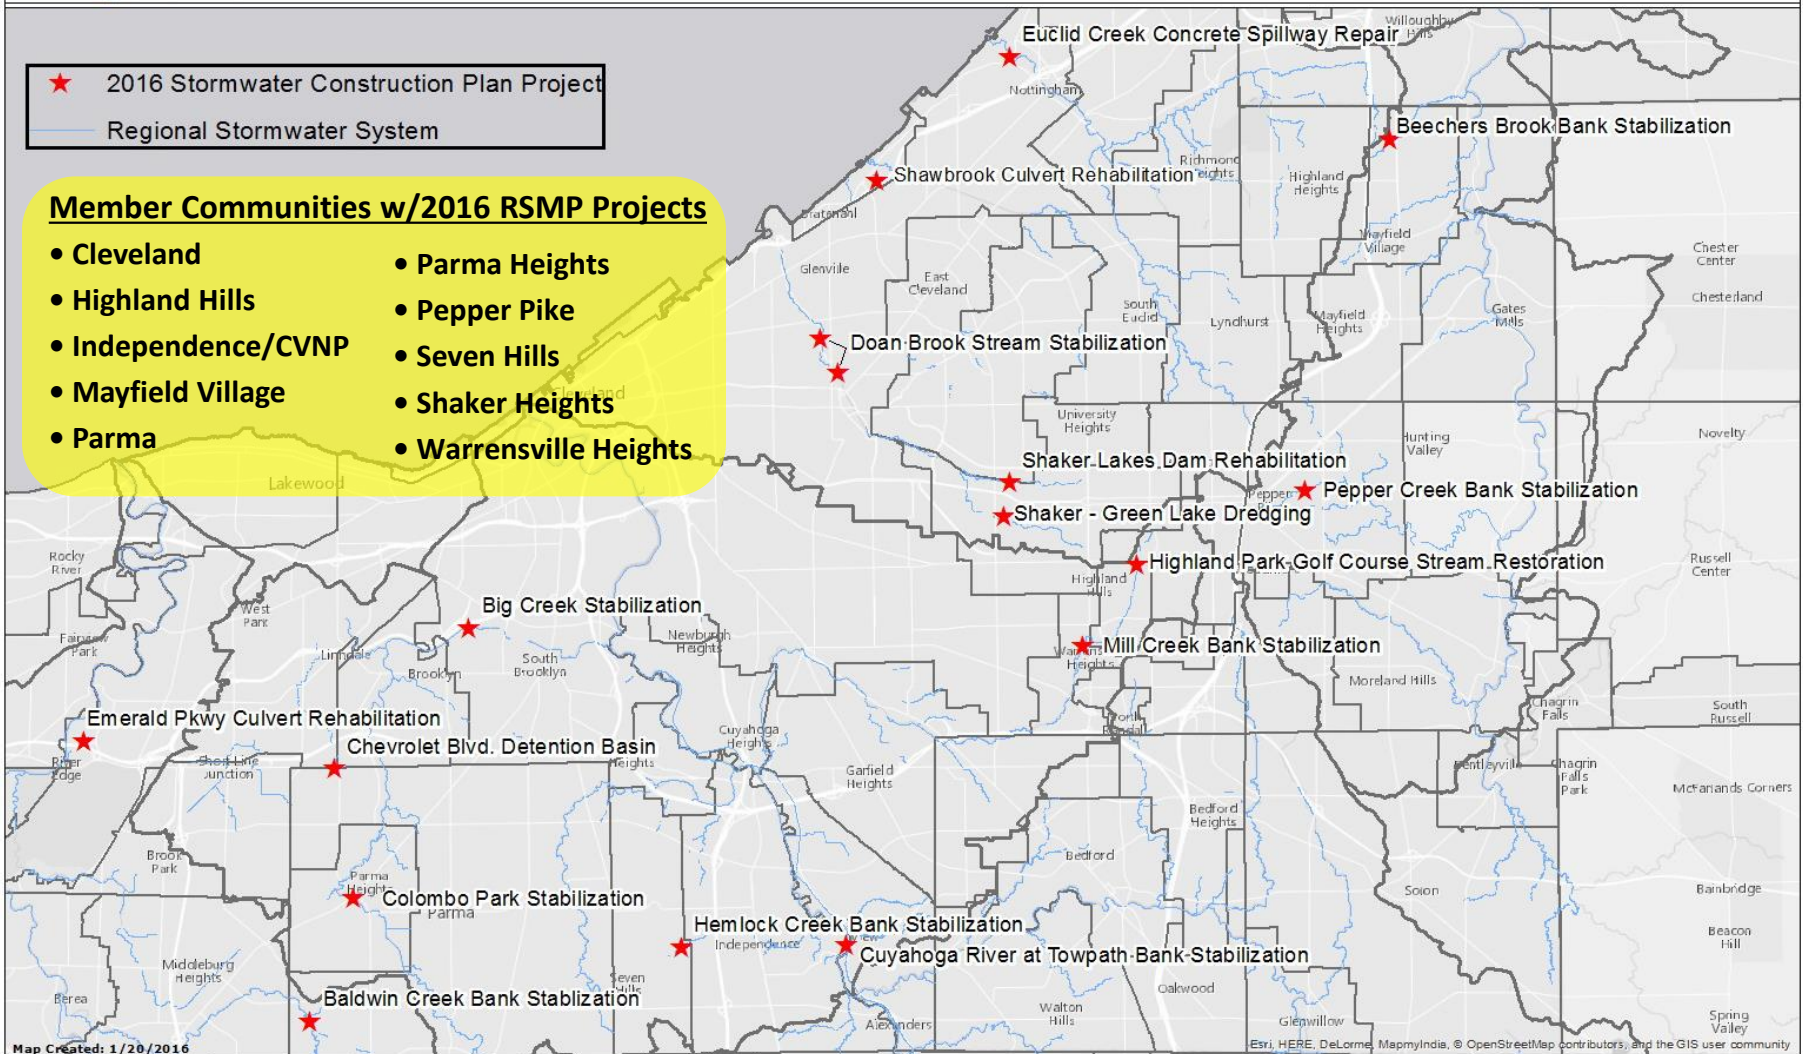 Euclid Creek Concrete Spillway Repair
Willoughby
Hills
★ 2016 Stormwater Construction Plan Project
Regional Stormwater System
Nottingham
Beechers Brook Bank Stabilization
Richmond
Heights
Highland
Heights
Shawbrook Culvert Rehabilitation
Bratenahl
Member Communities w/2016 RSMP Projects
• Cleveland
• Highland Hills
• Independence/CVNP
• Mayfield Village
• Parma
• Parma Heights
• Pepper Pike
• Seven Hills
• Shaker Heights
• Warrensville Heights
Mayfield
Village
Chester
Center
Glenville
East
Cleveland
Chesterland
South
Euclid
Lyndhurst
Mayfield
Heights
Gates
Mills
Doan Brook Stream Stabilization
Cleveland
University
Heights
Hunting
Valley
Novelty
Lakewood
Shaker Lakes Dam Rehabilitation
Pepper
Pepper Creek Bank Stabilization
Shaker - Green Lake Dredging
Rocky
River
Highland Park Golf Course Stream Restoration
Russell
Center
Highland
Hills
West
Park
Big Creek Stabilization
Fairview
Park
Linndale
Newburgh
Heights
South
Brooklyn
Brooklyn
Mill Creek Bank Stabilization
Heights
Moreland Hills
Chagrin
Falls
South
Russell
Emerald Pkwy Culvert Rehabilitation
North
Randall
Cuyahoga
Heights
Chevrolet Blvd. Detention Basin
Heights
River
Edge
Short Line
Junction
Garfield
Heights
Bentleyville
Chagrin
Falls
Park
McFarlands Corners
Bedford
Heights
Brook
Park
Bedford
Parma
Heights
Colombo Park Stabilization
Parma
Solon
Bainbridge
Hemlock Creek Bank Stabilization
Independence
Cuyahoga River at Towpath Bank Stabilization
Beacon
Hill
Middleburg
Heights
Seven
Hills
Oakwood
Berea
Baldwin Creek Bank Stablization
Walton
Hills
Alexanders
Glenwillow
Spring
Valley
Map Created: 1/20/2016
Esri, HERE, DeLorme, MapmyIndia, © OpenStreetMap contributors, and the GIS user community